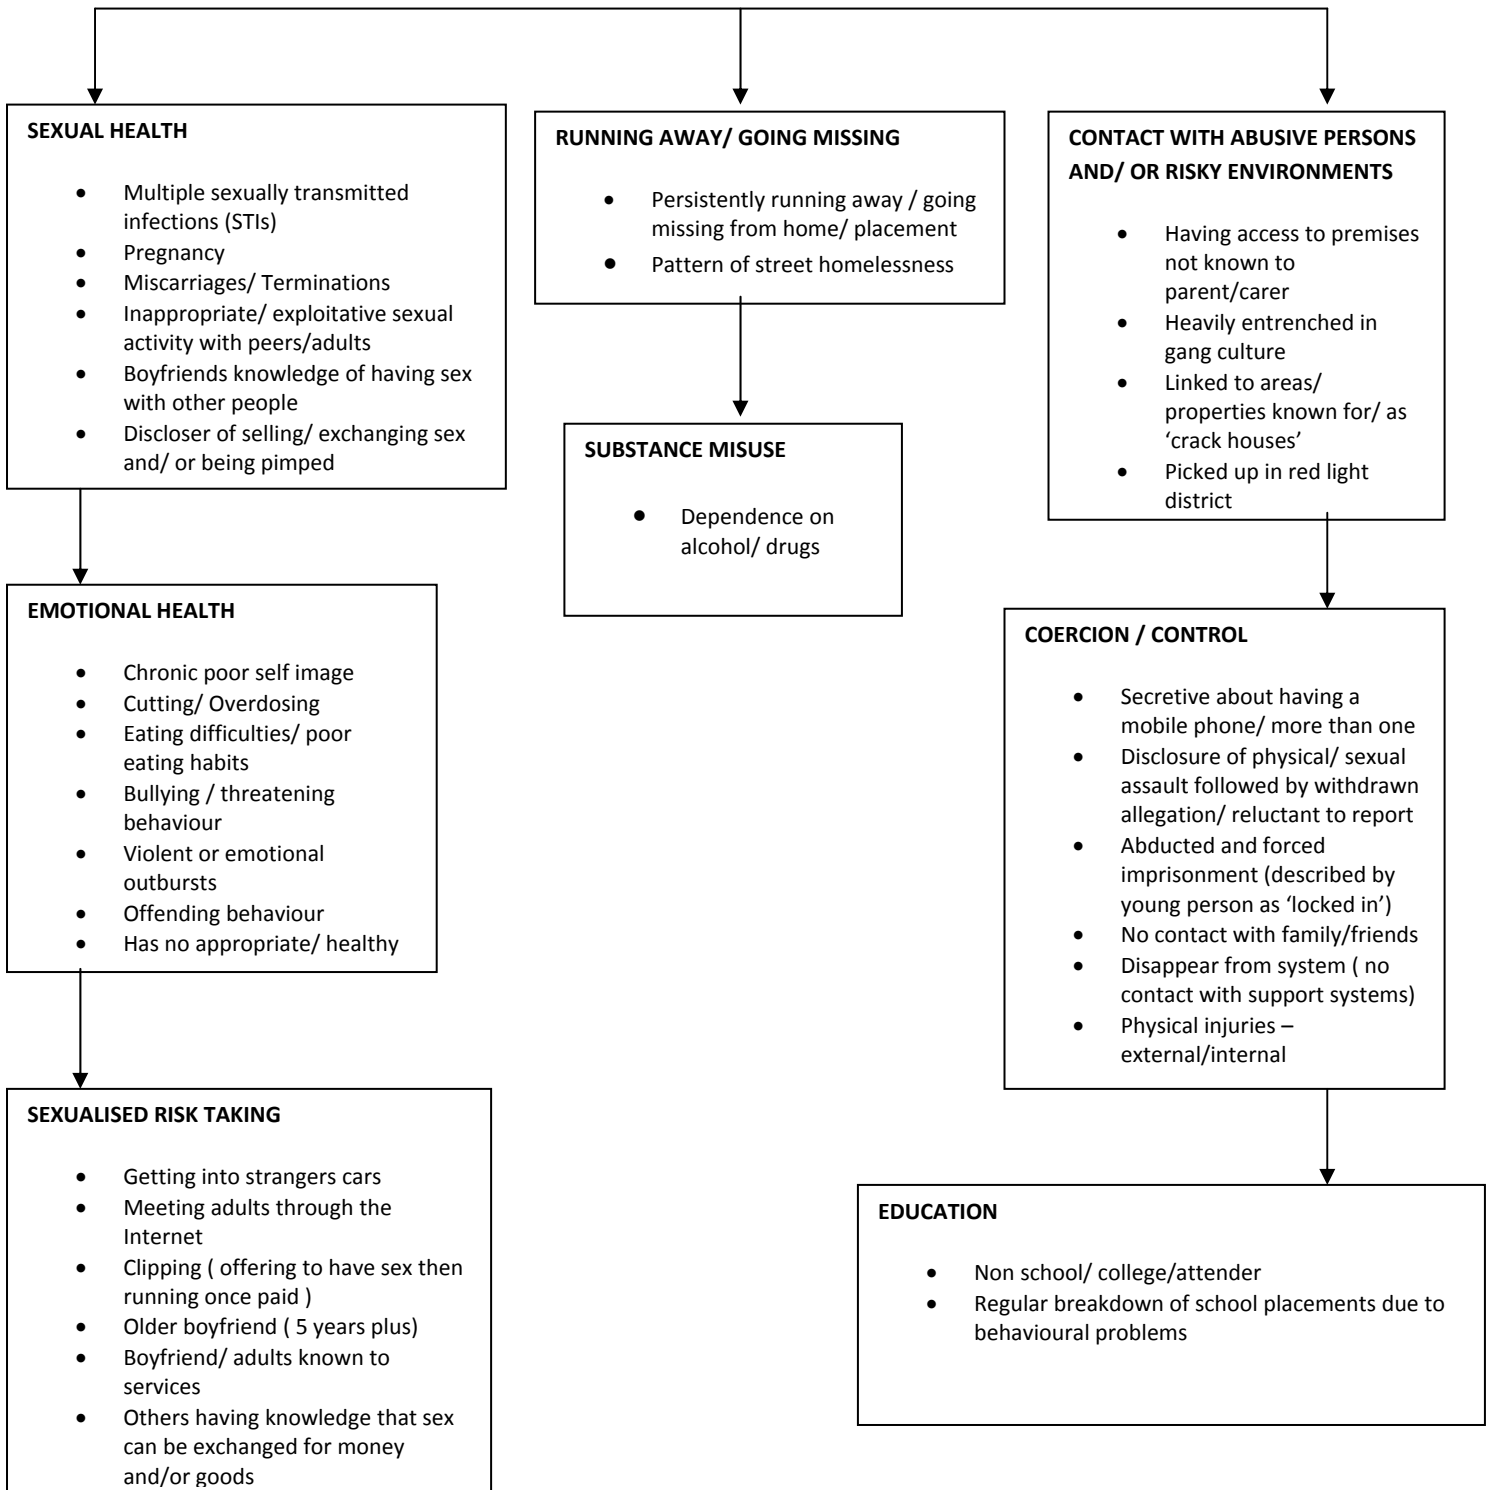 SEXUAL HEALTH
• Multiple sexually transmitted
infections (STIs)
• Pregnancy
• Miscarriages/ Terminations
• Inappropriate/ exploitative sexual
activity with peers/adults
• Boyfriends knowledge of having sex
with other people
• Discloser of selling/ exchanging sex
and/ or being pimped
EMOTIONAL HEALTH
• Chronic poor self image
• Cutting/ Overdosing
• Eating difficulties/ poor
eating habits
• Bullying / threatening
behaviour
• Violent or emotional
outbursts
• Offending behaviour
• Has no appropriate/ healthy
SEXUALISED RISK TAKING
• Getting into strangers cars
• Meeting adults through the
Internet
• Clipping ( offering to have sex then
running once paid )
• Older boyfriend ( 5 years plus)
• Boyfriend/ adults known to
services
• Others having knowledge that sex
can be exchanged for money
and/or goods
RUNNING AWAY/ GOING MISSING
• Persistently running away / going
missing from home/ placement
• Pattern of street homelessness
SUBSTANCE MISUSE
• Dependence on
alcohol/ drugs
CONTACT WITH ABUSIVE PERSONS
AND/ OR RISKY ENVIRONMENTS
• Having access to premises
not known to
parent/carer
• Heavily entrenched in
gang culture
• Linked to areas/
properties known for/ as
‘crack houses’
• Picked up in red light
district
COERCION / CONTROL
• Secretive about having a
mobile phone/ more than one
• Disclosure of physical/ sexual
assault followed by withdrawn
allegation/ reluctant to report
• Abducted and forced
imprisonment (described by
young person as ‘locked in’)
• No contact with family/friends
• Disappear from system ( no
contact with support systems)
• Physical injuries –
external/internal
EDUCATION
• Non school/ college/attender
• Regular breakdown of school placements due to
behavioural problems